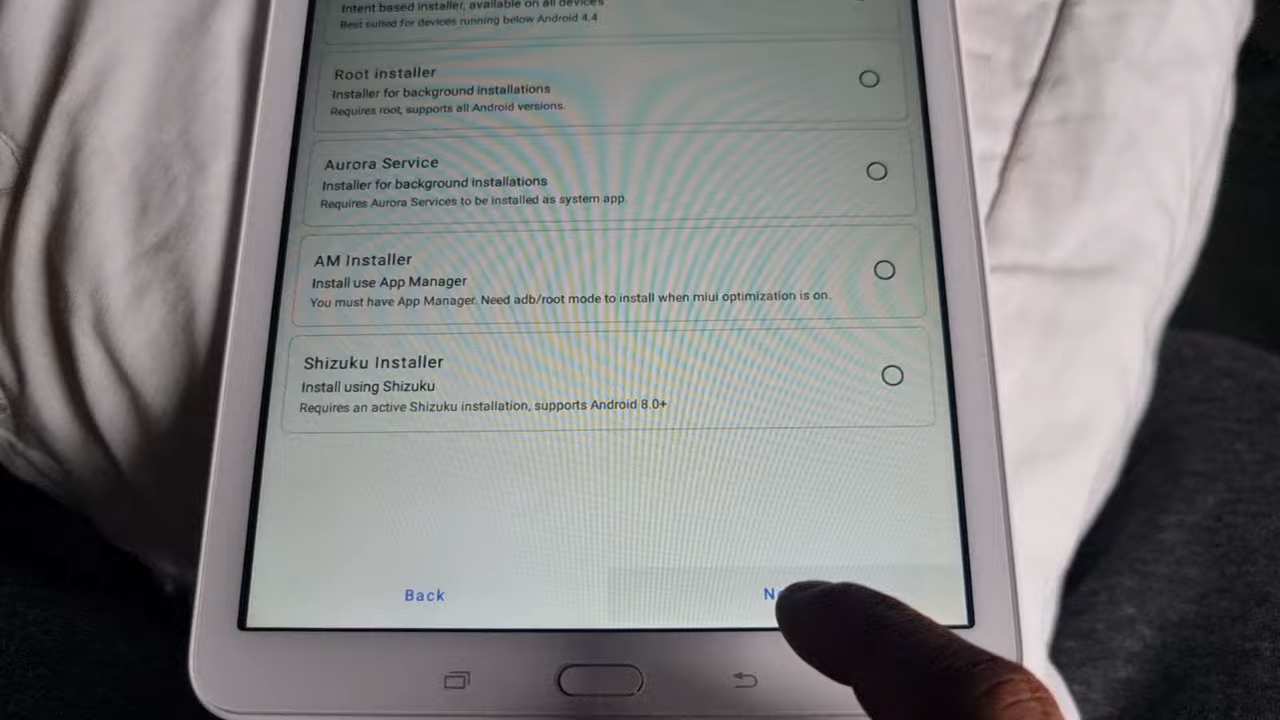 Intent based installer, available on all devices
Best suited for devices running below Android 4.4
Root installer
Installer for background installations
Requires root, supports all Android versions.
Aurora Service
Installer for background installations
Requires Aurora Services to be installed as system app.
AM Installer
Install use App Manager
You must have App Manager. Need adb/root mode to install when miui optimization is on.
Shizuku Installer
Install using Shizuku
Requires an active Shizuku installation, supports Android 8.0+
Back